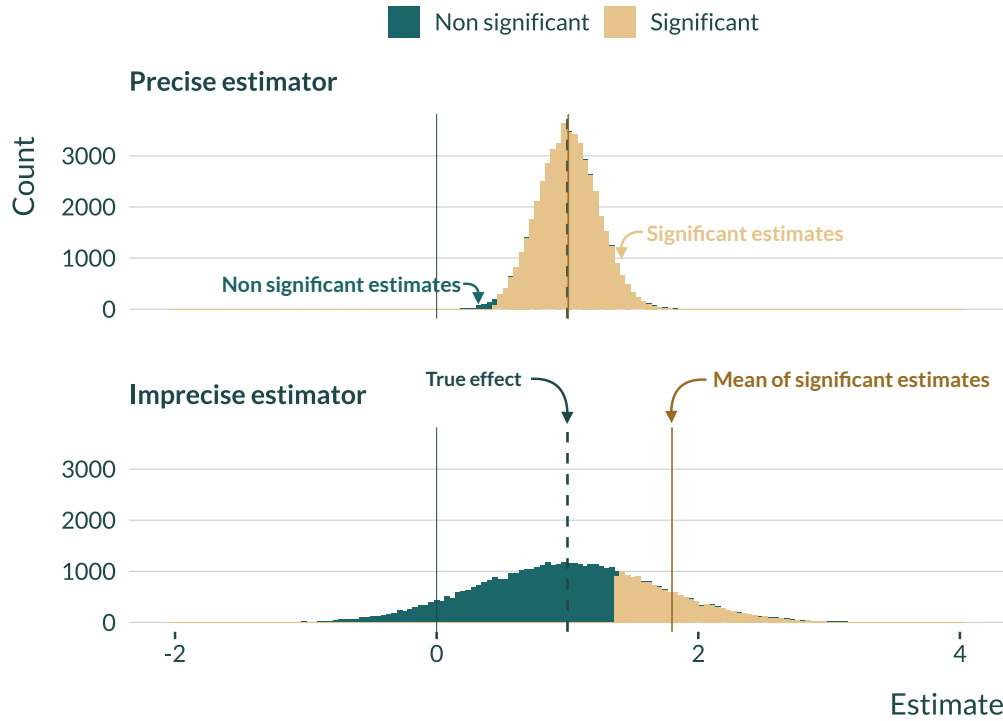 Non significant Significant
Precise estimator
Count
3000
2000
1000
0
Significant estimates
Non significant estimates
Imprecise estimator
True effect
Mean of significant estimates
3000
2000
1000
0
-2 0 2 4
Estimate